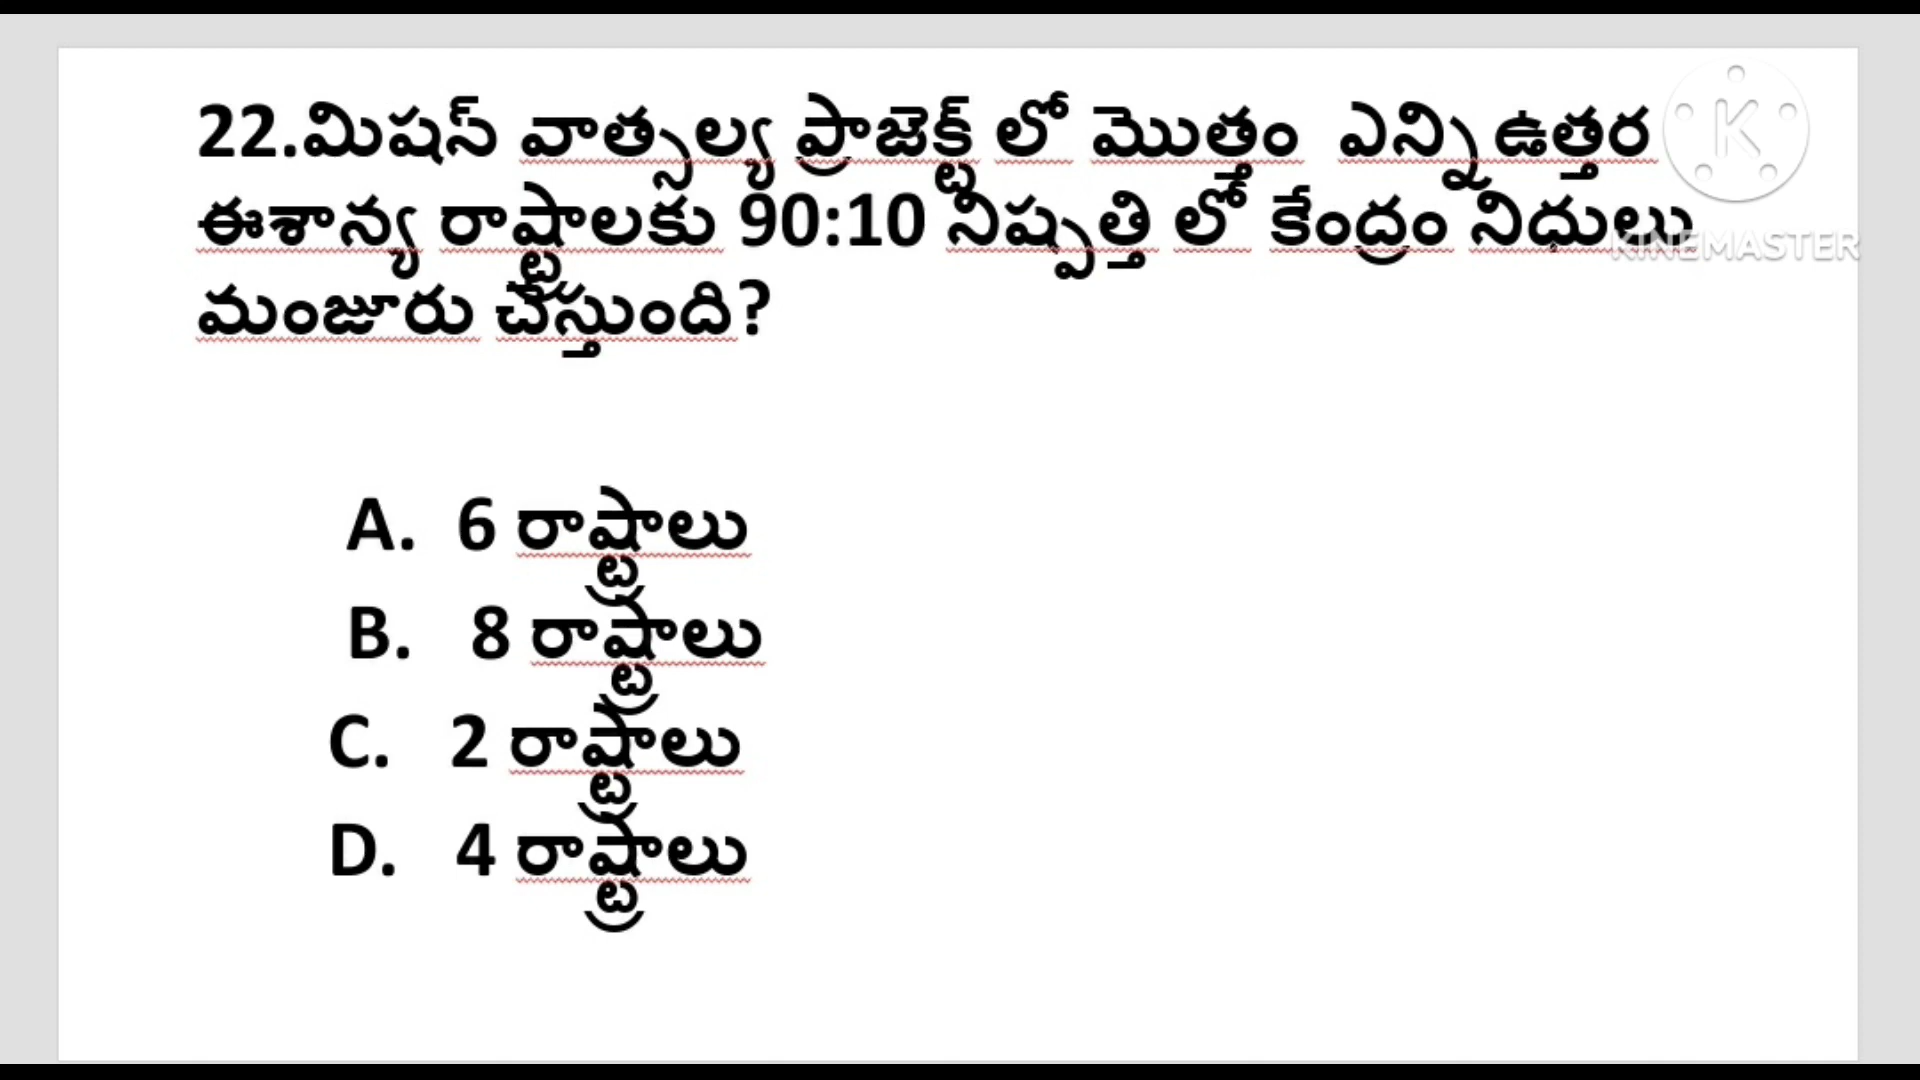 22.మిషన్ వాత్సల్య ప్రాజెక్ట్ లో మొత్తం ఎన్ని ఉత్తర
ఈశాన్య రాష్ట్రాలకు 90:10 నిష్పత్తి లో కేంద్రం నిధులు
మంజూరు చేస్తుంది?
A. 6 రాష్ట్రాలు
B. 8 రాష్ట్రాలు
C. 2 రాష్ట్రాలు
D. 4 రాష్ట్రాలు
K
KINEMASTER